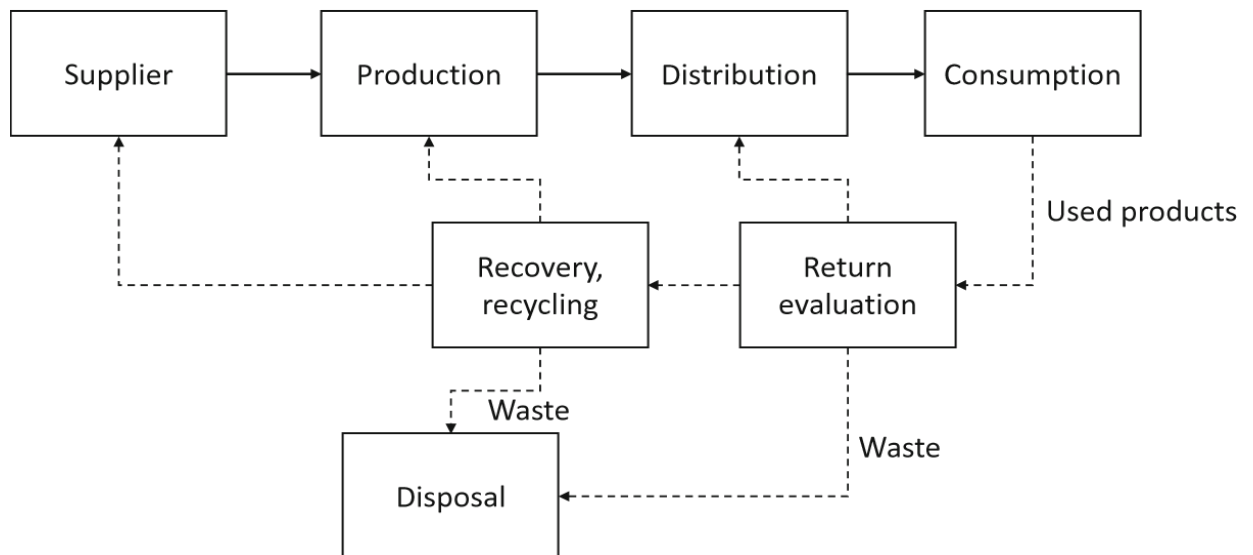 Supplier
Production
Distribution
Consumption
Used products
Recovery,
recycling
Return
evaluation
Waste
Waste
Disposal